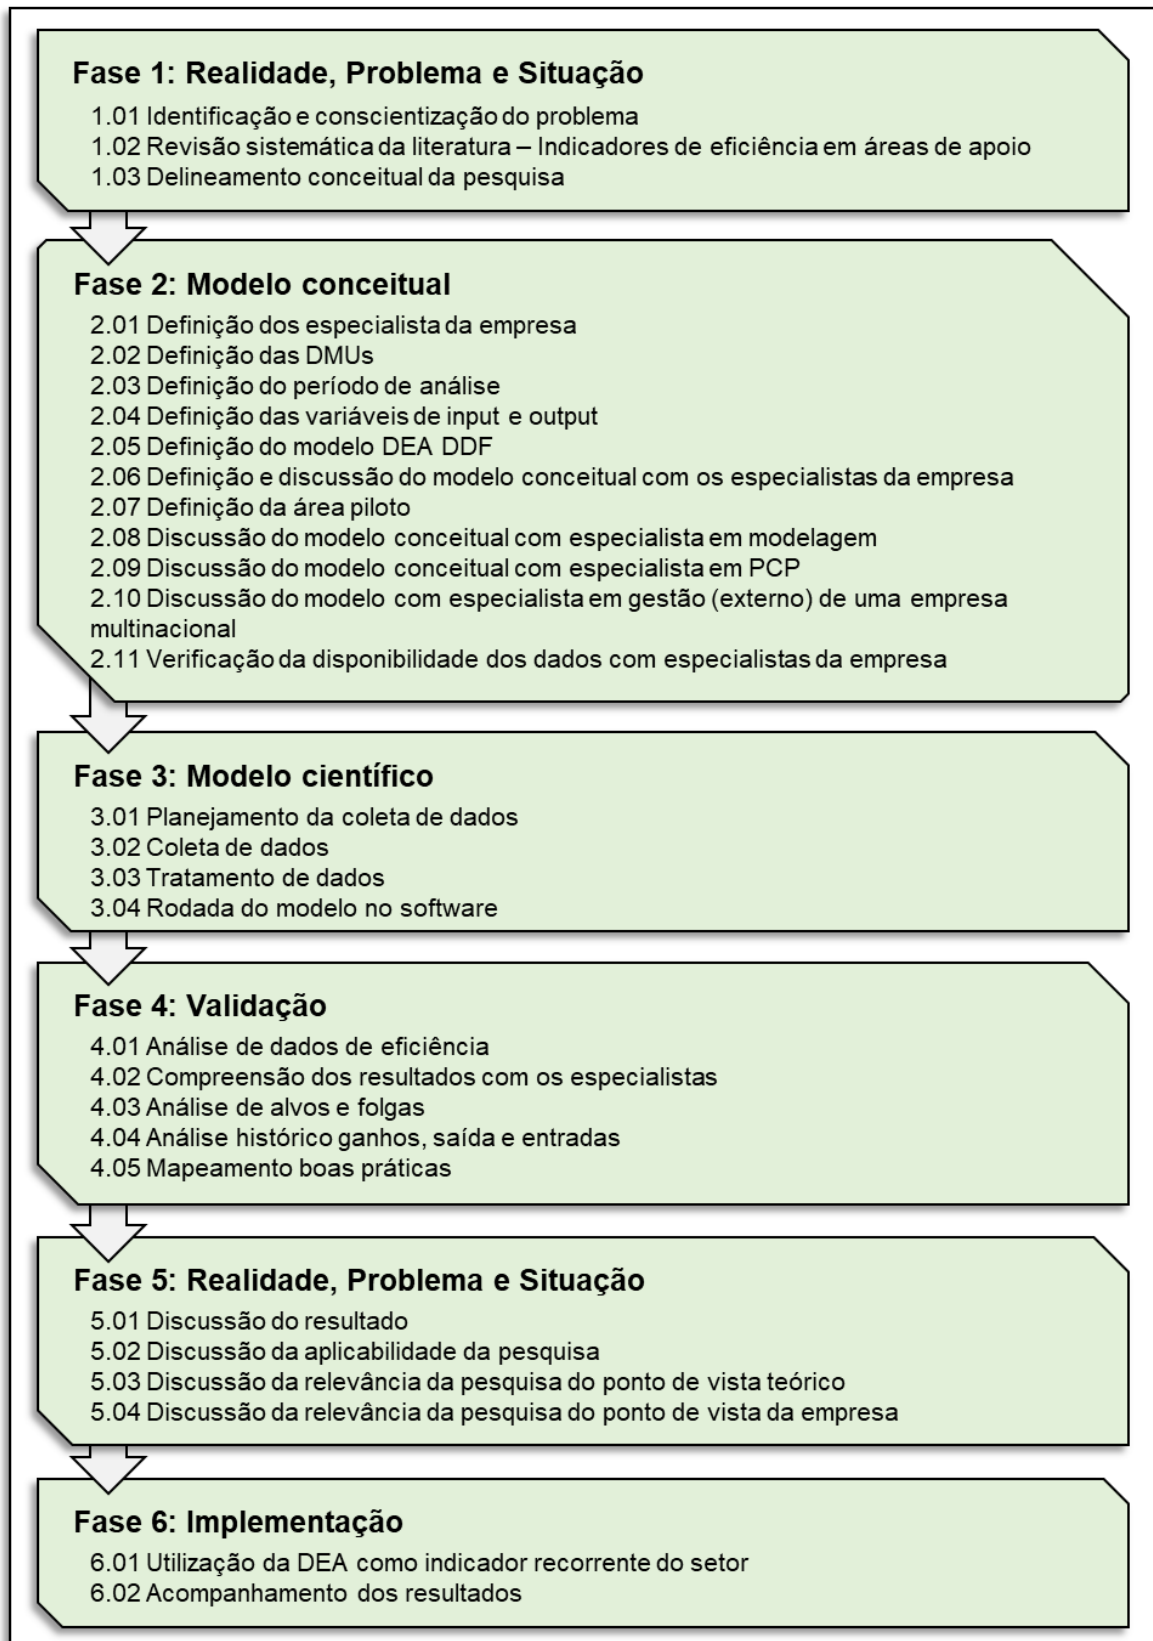 Fase 1: Realidade, Problema e Situação
1.01 Identificação e conscientização do problema
1.02 Revisão sistemática da literatura – Indicadores de eficiência em áreas de apoio
1.03 Delineamento conceitual da pesquisa
Fase 2: Modelo conceitual
2.01 Definição dos especialista da empresa
2.02 Definição das DMUs
2.03 Definição do período de análise
2.04 Definição das variáveis de input e output
2.05 Definição do modelo DEA DDF
2.06 Definição e discussão do modelo conceitual com os especialistas da empresa
2.07 Definição da área piloto
2.08 Discussão do modelo conceitual com especialista em modelagem
2.09 Discussão do modelo conceitual com especialista em PCP
2.10 Discussão do modelo com especialista em gestão (externo) de uma empresa
multinacional
2.11 Verificação da disponibilidade dos dados com especialistas da empresa
Fase 3: Modelo científico
3.01 Planejamento da coleta de dados
3.02 Coleta de dados
3.03 Tratamento de dados
3.04 Rodada do modelo no software
Fase 4: Validação
4.01 Análise de dados de eficiência
4.02 Compreensão dos resultados com os especialistas
4.03 Análise de alvos e folgas
4.04 Análise histórico ganhos, saída e entradas
4.05 Mapeamento boas práticas
Fase 5: Realidade, Problema e Situação
5.01 Discussão do resultado
5.02 Discussão da aplicabilidade da pesquisa
5.03 Discussão da relevância da pesquisa do ponto de vista teórico
5.04 Discussão da relevância da pesquisa do ponto de vista da empresa
Fase 6: Implementação
6.01 Utilização da DEA como indicador recorrente do setor
6.02 Acompanhamento dos resultados